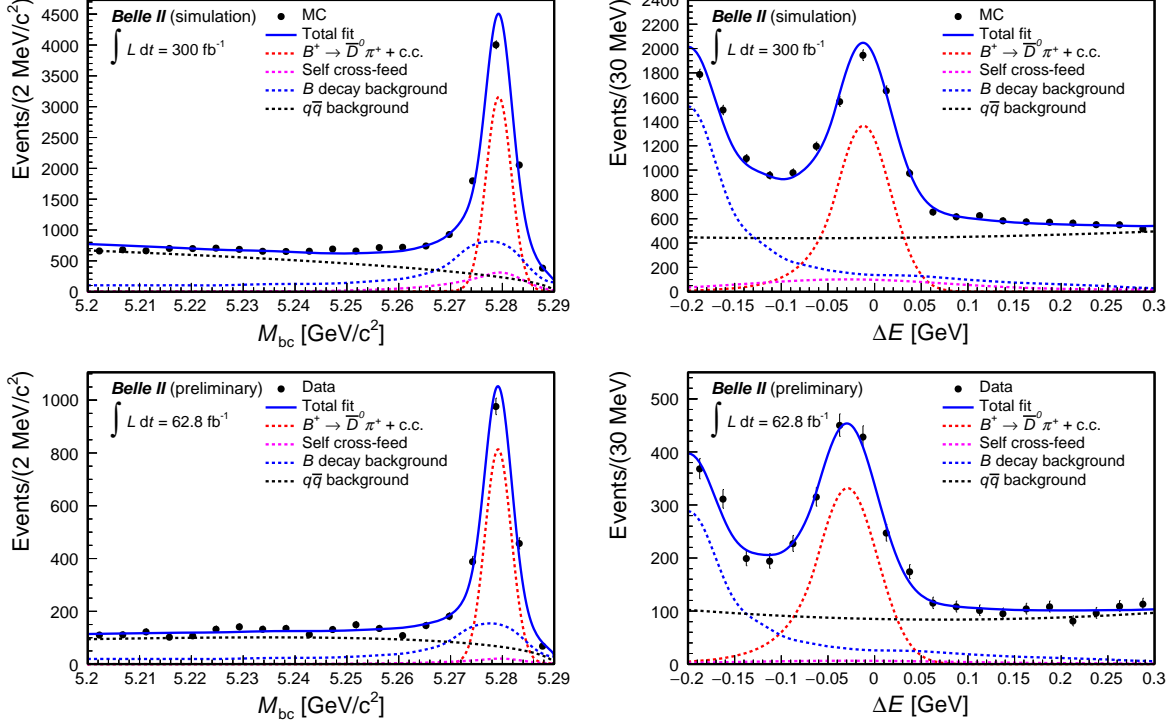 Belle II (simulation)
∫ L dt = 300 fb⁻¹
MC
Total fit
B⁺ → D̅⁰ π⁺ + c.c.
Self cross-feed
B decay background
qq̅ background
Events/(2 MeV/c²)
0
500
1000
1500
2000
2500
3000
3500
4000
4500
5.2 5.21 5.22 5.23 5.24 5.25 5.26 5.27 5.28 5.29
M_bc [GeV/c²]
Belle II (simulation)
∫ L dt = 300 fb⁻¹
MC
Total fit
B⁺ → D̅⁰ π⁺ + c.c.
Self cross-feed
B decay background
qq̅ background
Events/(30 MeV)
0
200
400
600
800
1000
1200
1400
1600
1800
2000
2200
2400
−0.2 −0.15 −0.1 −0.05 0 0.05 0.1 0.15 0.2 0.25 0.3
ΔE [GeV]
Belle II (preliminary)
∫ L dt = 62.8 fb⁻¹
Data
Total fit
B⁺ → D̅⁰ π⁺ + c.c.
Self cross-feed
B decay background
qq̅ background
Events/(2 MeV/c²)
0
200
400
600
800
1000
5.2 5.21 5.22 5.23 5.24 5.25 5.26 5.27 5.28 5.29
M_bc [GeV/c²]
Belle II (preliminary)
∫ L dt = 62.8 fb⁻¹
Data
Total fit
B⁺ → D̅⁰ π⁺ + c.c.
Self cross-feed
B decay background
qq̅ background
Events/(30 MeV)
0
100
200
300
400
500
−0.2 −0.15 −0.1 −0.05 0 0.05 0.1 0.15 0.2 0.25 0.3
ΔE [GeV]